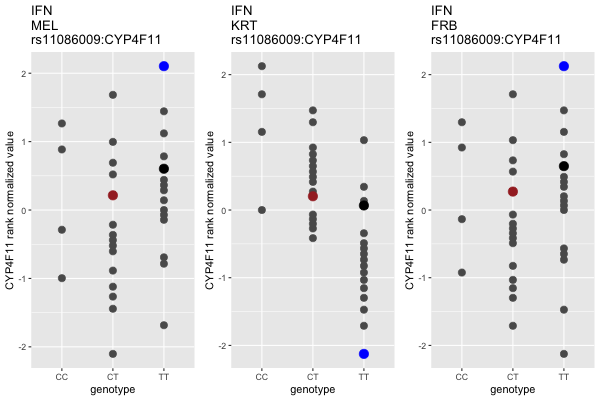 IFN
MEL
rs11086009:CYP4F11
CYP4F11 rank normalized value
2
1
0
-1
-2
CC CT TT
genotype
IFN
KRT
rs11086009:CYP4F11
CYP4F11 rank normalized value
2
1
0
-1
-2
CC CT TT
genotype
IFN
FRB
rs11086009:CYP4F11
CYP4F11 rank normalized value
2
1
0
-1
-2
CC CT TT
genotype